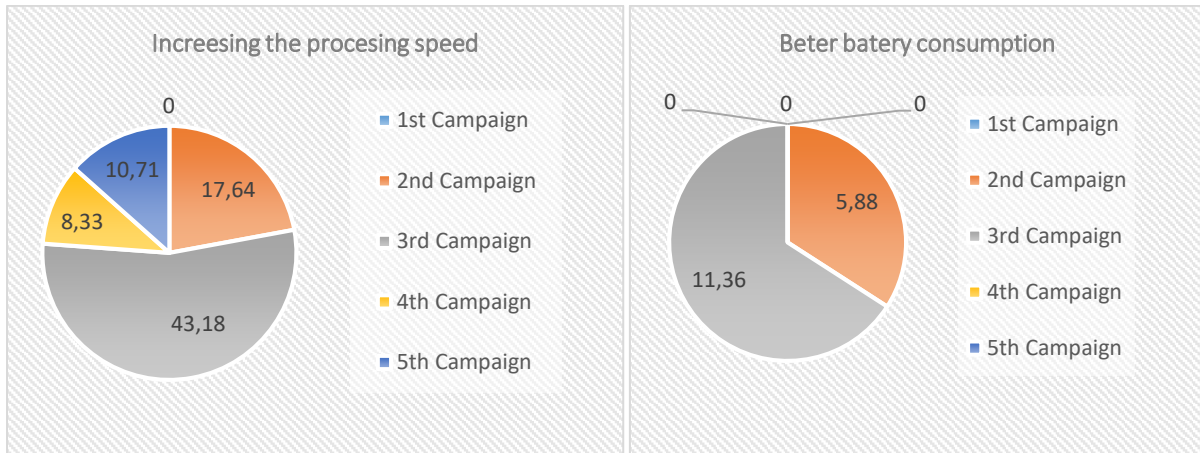 Increesing the procesing speed
0
10,71
17,64
8,33
43,18
1st Campaign
2nd Campaign
3rd Campaign
4th Campaign
5th Campaign
Beter batery consumption
0
0
0
5,88
11,36
1st Campaign
2nd Campaign
3rd Campaign
4th Campaign
5th Campaign